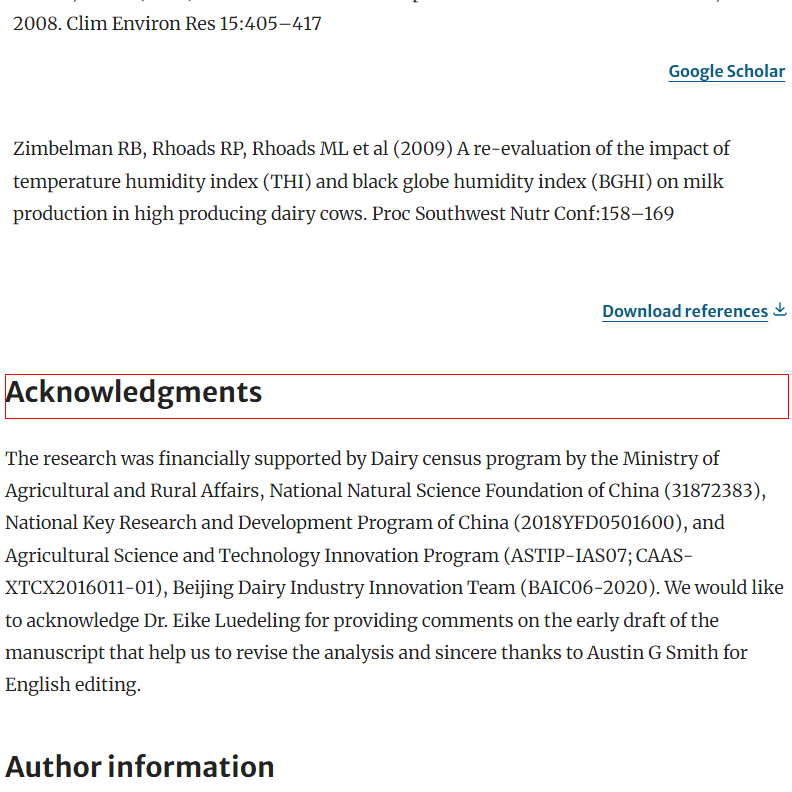 2008. Clim Environ Res 15:405–417
Google Scholar
Zimbelman RB, Rhoads RP, Rhoads ML et al (2009) A re-evaluation of the impact of
temperature humidity index (THI) and black globe humidity index (BGHI) on milk
production in high producing dairy cows. Proc Southwest Nutr Conf:158–169
Download references
Acknowledgments
The research was financially supported by Dairy census program by the Ministry of
Agricultural and Rural Affairs, National Natural Science Foundation of China (31872383),
National Key Research and Development Program of China (2018YFD0501600), and
Agricultural Science and Technology Innovation Program (ASTIP-IAS07; CAAS-
XTCX2016011-01), Beijing Dairy Industry Innovation Team (BAIC06-2020). We would like
to acknowledge Dr. Eike Luedeling for providing comments on the early draft of the
manuscript that help us to revise the analysis and sincere thanks to Austin G Smith for
English editing.
Author information